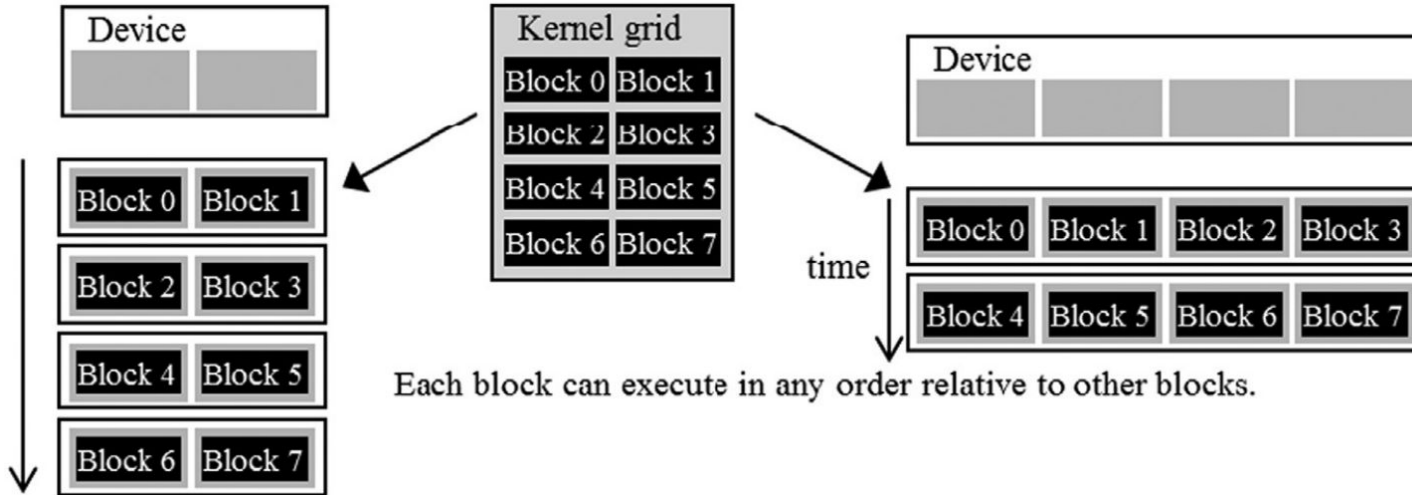 Device
Block 0 Block 1
Block 2 Block 3
Block 4 Block 5
Block 6 Block 7
Kernel grid
Block 0 Block 1
Block 2 Block 3
Block 4 Block 5
Block 6 Block 7
Device
time
Block 0 Block 1 Block 2 Block 3
Block 4 Block 5 Block 6 Block 7
Each block can execute in any order relative to other blocks.